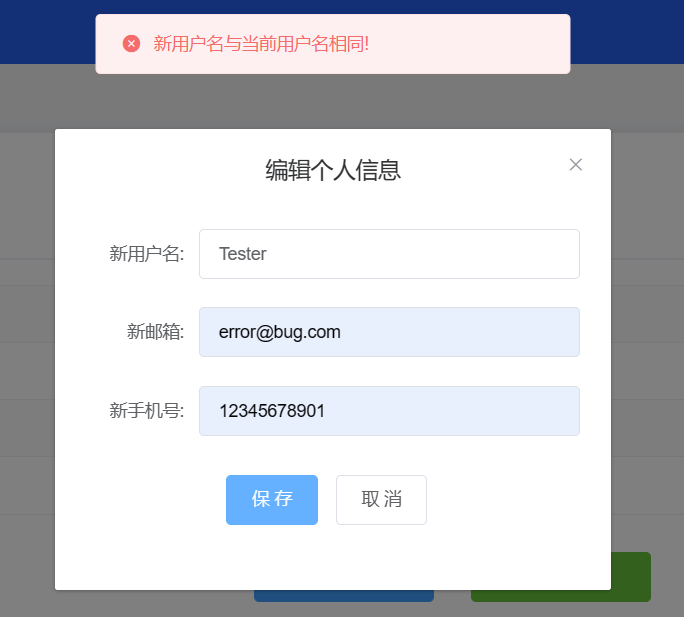 新用户名与当前用户名相同!
编辑个人信息
新用户名: Tester
新邮箱: error@bug.com
新手机号: 12345678901
保存 取消